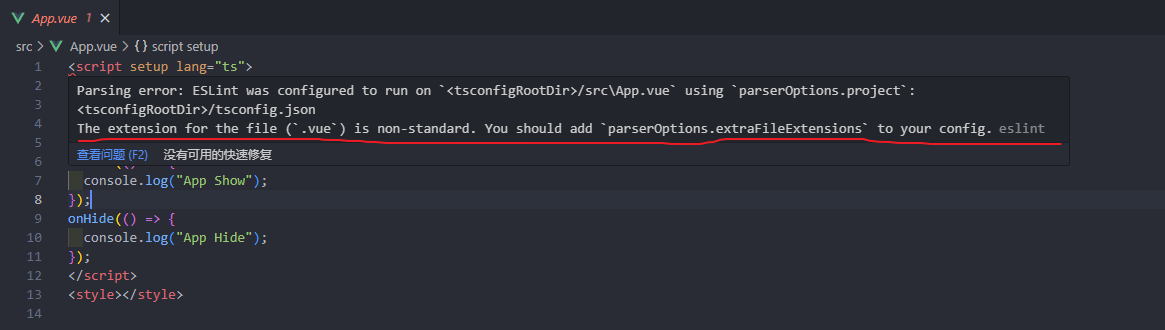 App.vue 1 ×
src > App.vue > {} script setup
1 <script setup lang="ts">
2
Parsing error: ESLint was configured to run on `<tsconfigRootDir>/src\App.vue` using `parserOptions.project`:
3
<tsconfigRootDir>/tsconfig.json
4
The extension for the file (`.vue`) is non-standard. You should add `parserOptions.extraFileExtensions` to your config. eslint
5
查看问题 (F2) 没有可用的快速修复
6
7 console.log("App Show");
8 });
9 onHide(() => {
10 console.log("App Hide");
11 });
12 </script>
13 <style></style>
14